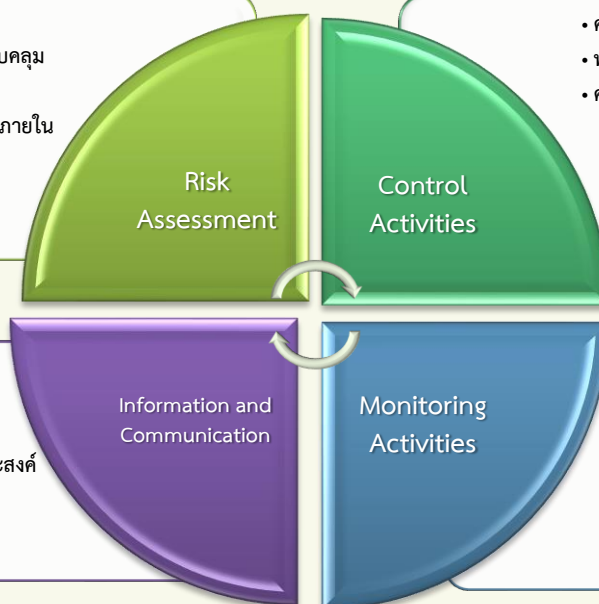 บคลุม
ภายใน
Risk
Assessment
Control
Activities
Information and
Communication
ะสงค์
Monitoring
Activities